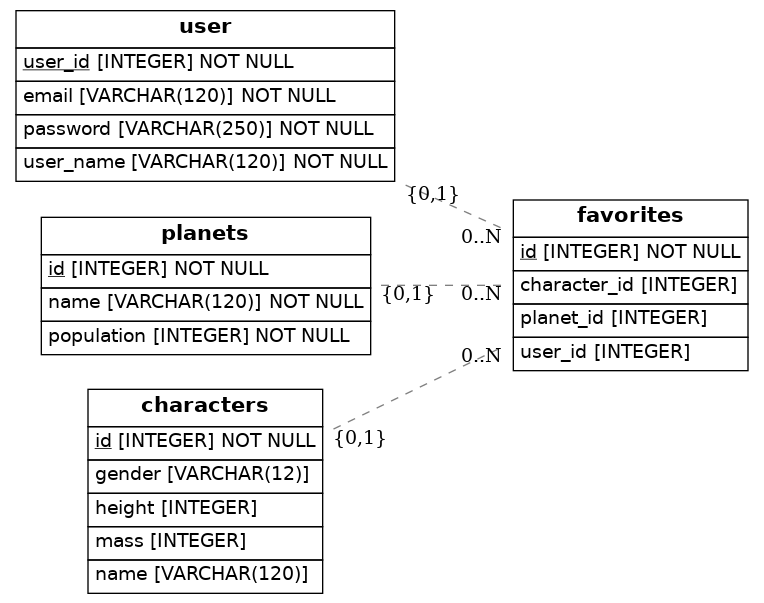 user
user_id [INTEGER] NOT NULL
email [VARCHAR(120)] NOT NULL
password [VARCHAR(250)] NOT NULL
user_name [VARCHAR(120)] NOT NULL
{0,1}
0..N
planets
id [INTEGER] NOT NULL
name [VARCHAR(120)] NOT NULL
population [INTEGER] NOT NULL
{0,1}
0..N
characters
id [INTEGER] NOT NULL
gender [VARCHAR(12)]
height [INTEGER]
mass [INTEGER]
name [VARCHAR(120)]
{0,1}
0..N
favorites
id [INTEGER] NOT NULL
character_id [INTEGER]
planet_id [INTEGER]
user_id [INTEGER]